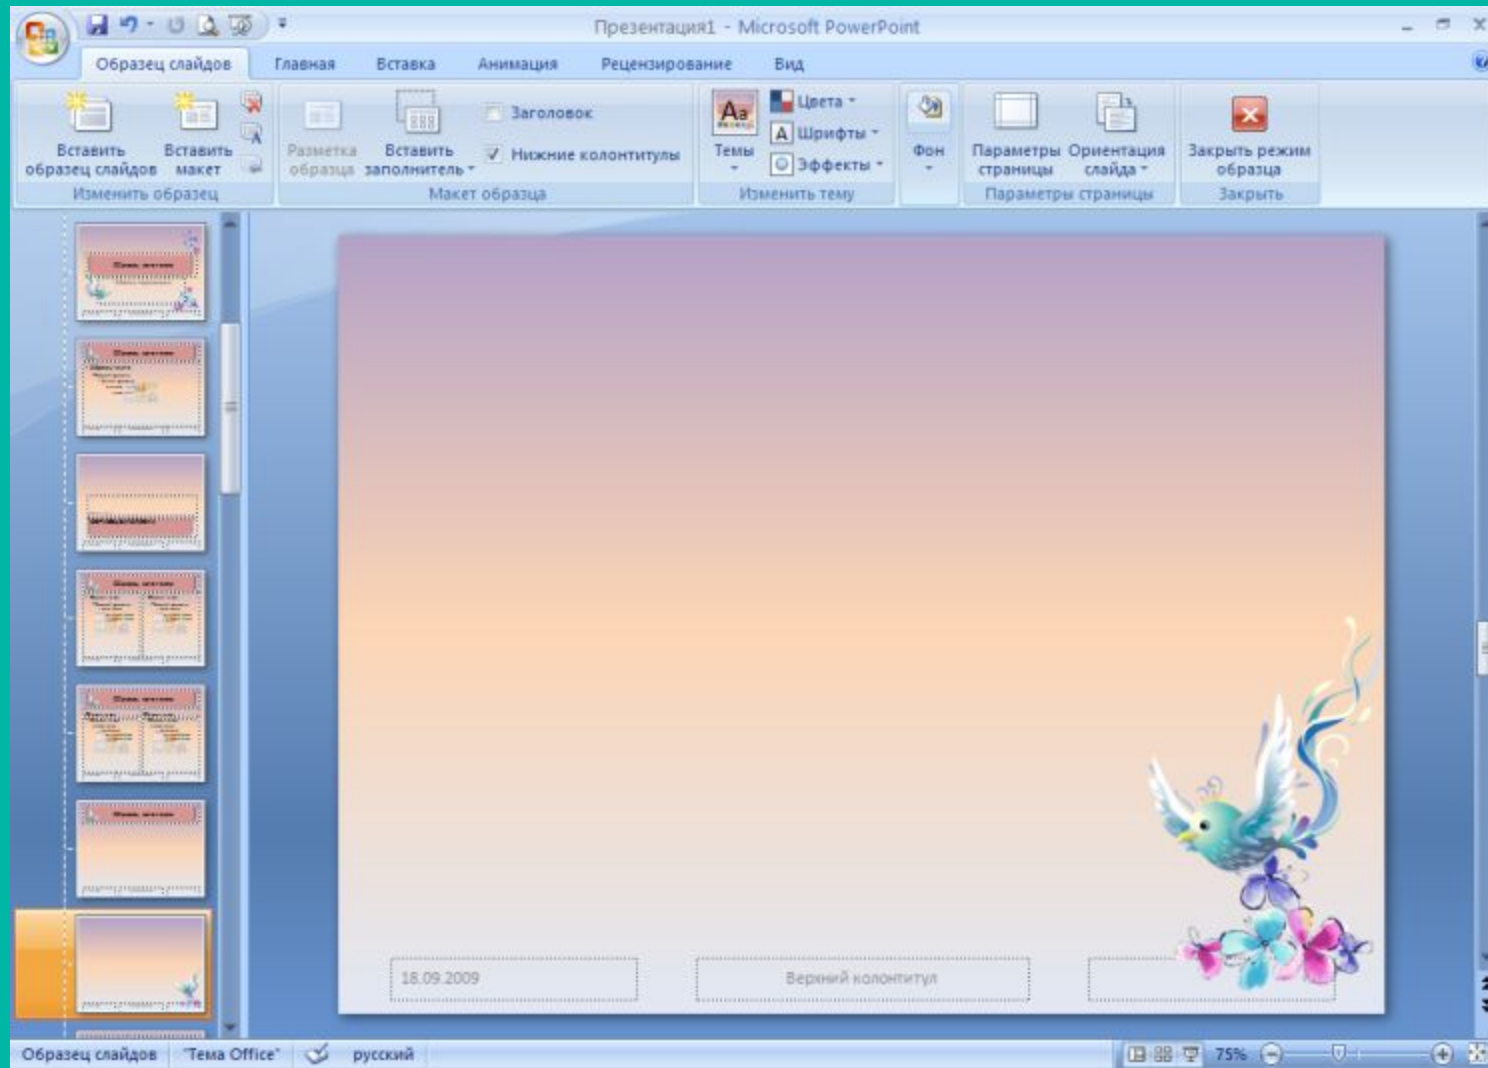 Презентация1 - Microsoft PowerPoint
Образец слайдов Главная Вставка Анимация Рецензирование Вид
Вставить образец слайдов
Вставить макет
Изменить образец
Разметка образца
Вставить заполнитель
Заголовок
Нижние колонтитулы
Макет образца
Aa
Темы
Цвета
A Шрифты
Эффекты
Изменить тему
Фон
Параметры страницы
Ориентация слайда
Параметры страницы
Закрыть режим образца
Закрыть
18.09.2009
Верхний колонтитул
Образец слайдов "Тема Office" русский 75%